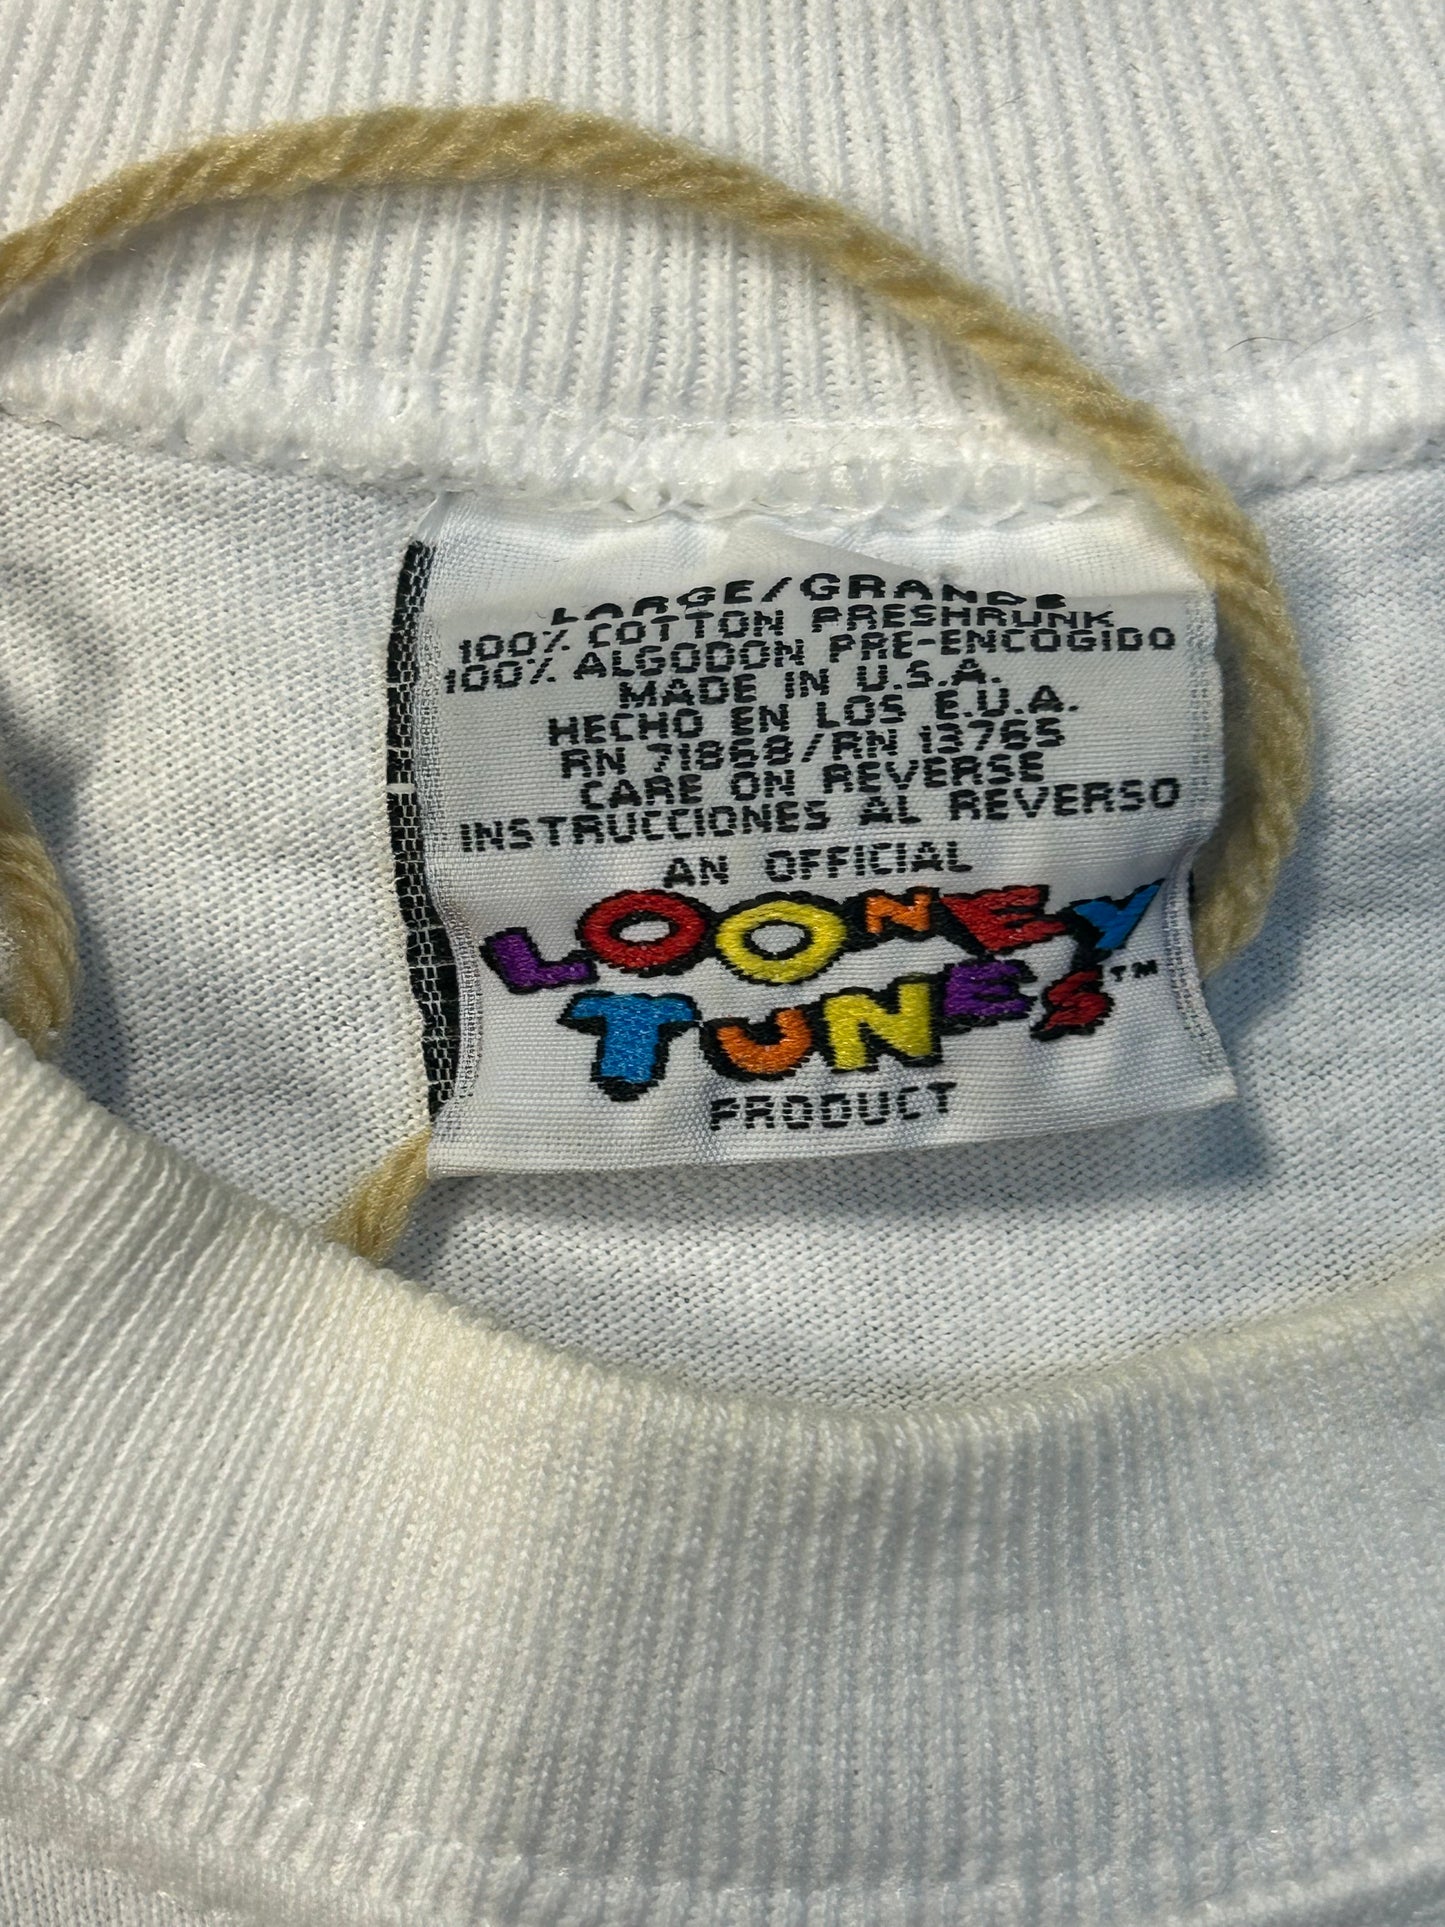 LARGE/GRANDE
100% COTTON PRESHRUNK
100% ALGODON PRE-ENCOGIDO
MADE IN U.S.A.
HECHO EN LOS E.U.A.
RN 71868/RN 13765
CARE ON REVERSE
INSTRUCCIONES AL REVERSO
AN OFFICIAL
LOONEY
TUNES™
PRODUCT